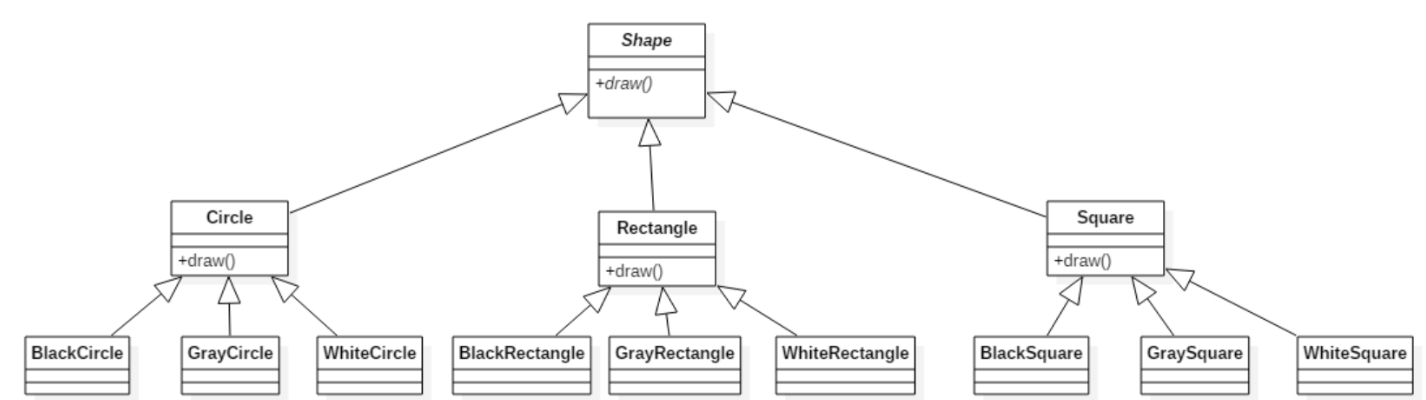 Shape
+draw()
Circle
+draw()
Rectangle
+draw()
Square
+draw()
BlackCircle
GrayCircle
WhiteCircle
BlackRectangle
GrayRectangle
WhiteRectangle
BlackSquare
GraySquare
WhiteSquare